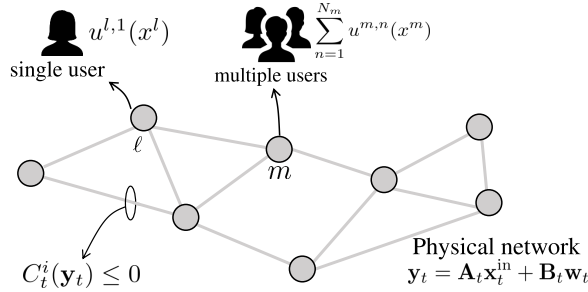 u^{l,1}(x^l)
single user
\sum_{n=1}^{N_m} u^{m,n}(x^m)
multiple users
ℓ
m
C_t^i(y_t) ≤ 0
Physical network
y_t = A_t x_t^{in} + B_t w_t